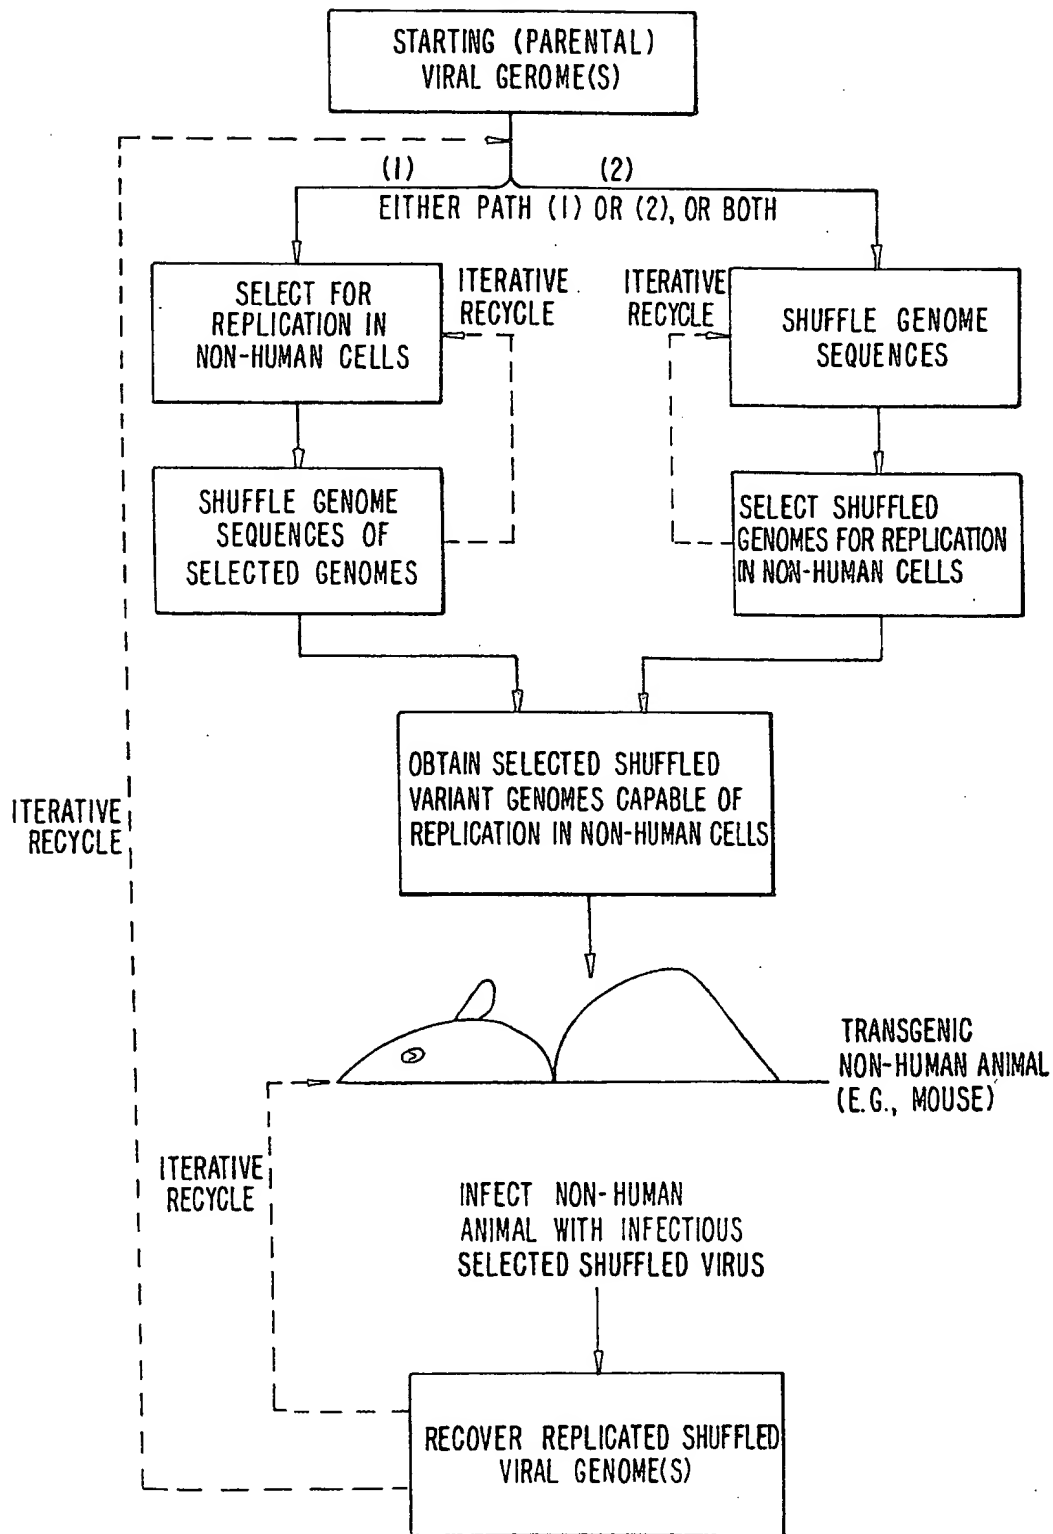 STARTING (PARENTAL)
VIRAL GEROME(S)
(1)
(2)
EITHER PATH (1) OR (2), OR BOTH
SELECT FOR
REPLICATION IN
NON-HUMAN CELLS
ITERATIVE
RECYCLE
ITERATIVE
RECYCLE
SHUFFLE GENOME
SEQUENCES
SHUFFLE GENOME
SEQUENCES OF
SELECTED GENOMES
SELECT SHUFFLED
GENOMES FOR REPLICATION
IN NON-HUMAN CELLS
OBTAIN SELECTED SHUFFLED
VARIANT GENOMES CAPABLE OF
REPLICATION IN NON-HUMAN CELLS
ITERATIVE
RECYCLE
TRANSGENIC
NON-HUMAN ANIMAL
(E.G., MOUSE)
ITERATIVE
RECYCLE
INFECT NON-HUMAN
ANIMAL WITH INFECTIOUS
SELECTED SHUFFLED VIRUS
RECOVER REPLICATED SHUFFLED
VIRAL GENOME(S)